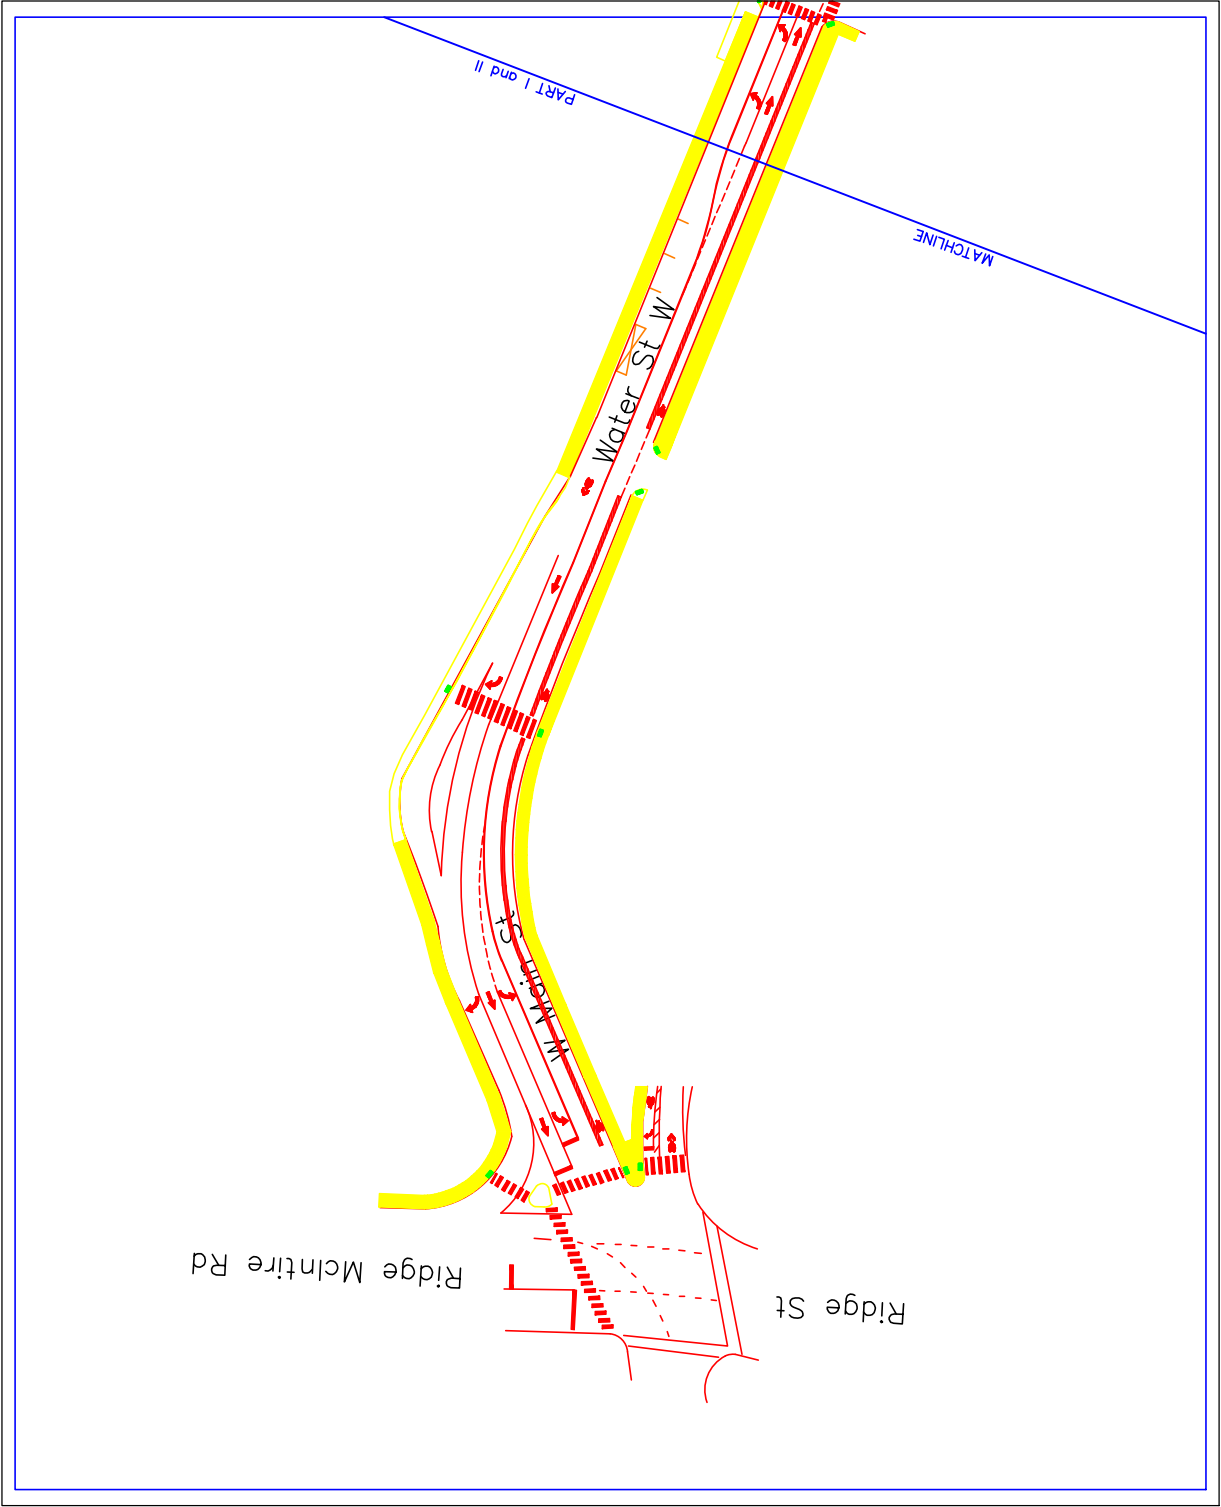 PART I and II
MATCHLINE
Water St W
W Main St
Ridge McIntire Rd
Ridge St